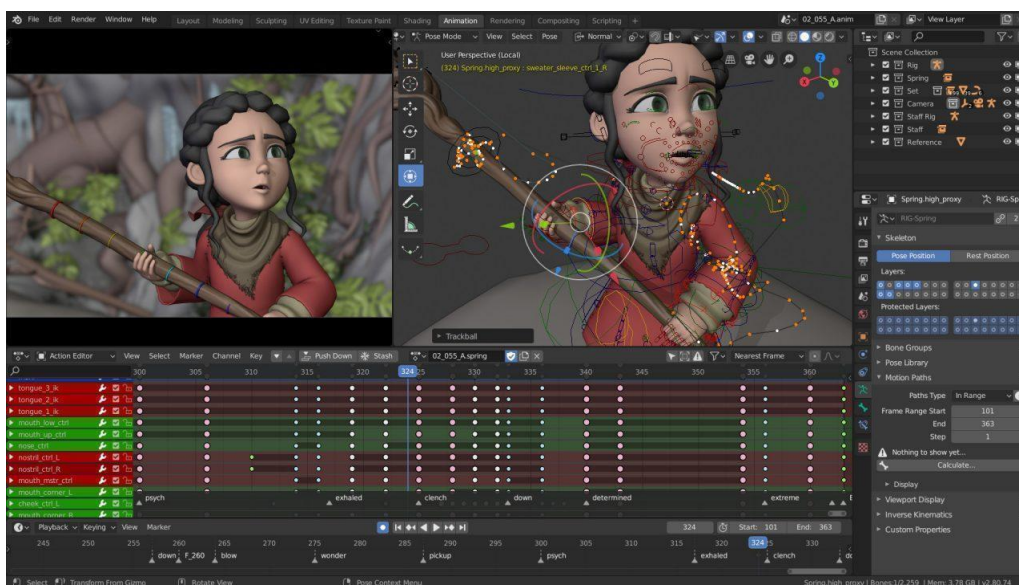 File Edit Render Window Help Layout Modeling Sculpting UV Editing Texture Paint Shading Animation Rendering Compositing Scripting + 02_055_A.anim View Layer
Pose Mode View Select Pose Normal
User Perspective (Local)
(324) Spring.high_proxy : sweater_sleeve_ctrl_1_R
Trackball
Scene Collection
Rig
Spring
Set
Camera
Staff Rig
Staff
Reference
Spring.high_proxy RIG-Sp
RIG-Spring 2
Skeleton
Pose Position Rest Position
Layers:
Protected Layers:
Bone Groups
Pose Library
Motion Paths
Paths Type In Range
Frame Range Start 101
End 363
Step 1
Nothing to show yet...
Calculate...
Display
Viewport Display
Inverse Kinematics
Custom Properties
Action Editor View Select Marker Channel Key Push Down Stash 02_055_A.spring Nearest Frame
300 305 310 315 320 324 325 330 335 340 345 350 355 360
tongue_3_ik
tongue_2_ik
tongue_1_ik
mouth_low_ctrl
mouth_up_ctrl
nose_ctrl
nostril_ctrl_L
nostril_ctrl_R
mouth_mstr_ctrl
mouth_corner_L
cheek_ctrl_L
mouth_corner_R
psych exhaled clench down determined extreme
Playback Keying View Marker 324 Start: 101 End: 363
245 250 255 260 265 270 275 280 285 290 295 300 305 310 315 320 324 330
down F_260 blow wonder pickup psych exhaled clench
Select Transform From Gizmo Rotate View Pose Context Menu Spring.high_proxy | Bones:1/2,259 | Mem: 3.78 GB | v2.80.74